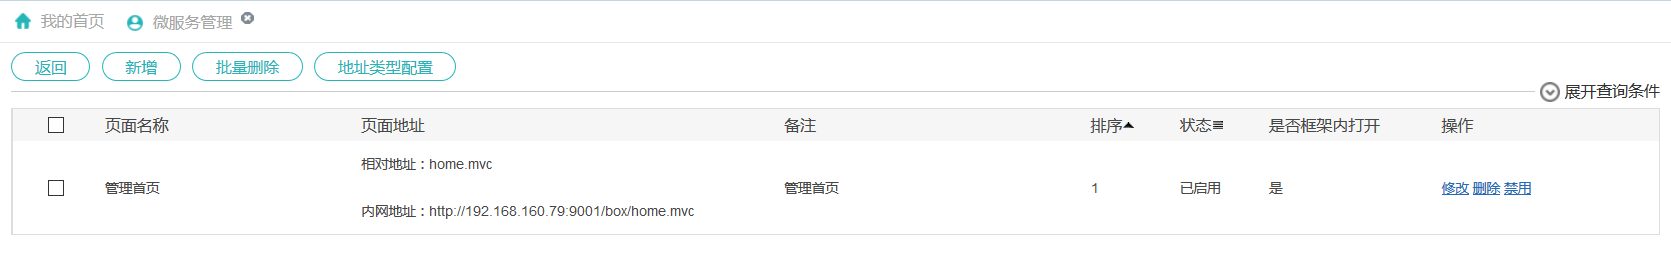 我的首页 微服务管理
返回 新增 批量删除 地址类型配置
展开查询条件
页面名称 页面地址 备注 排序 状态 是否框架内打开 操作
相对地址：home.mvc
管理首页 管理首页 1 已启用 是 修改 删除 禁用
内网地址：http://192.168.160.79:9001/box/home.mvc